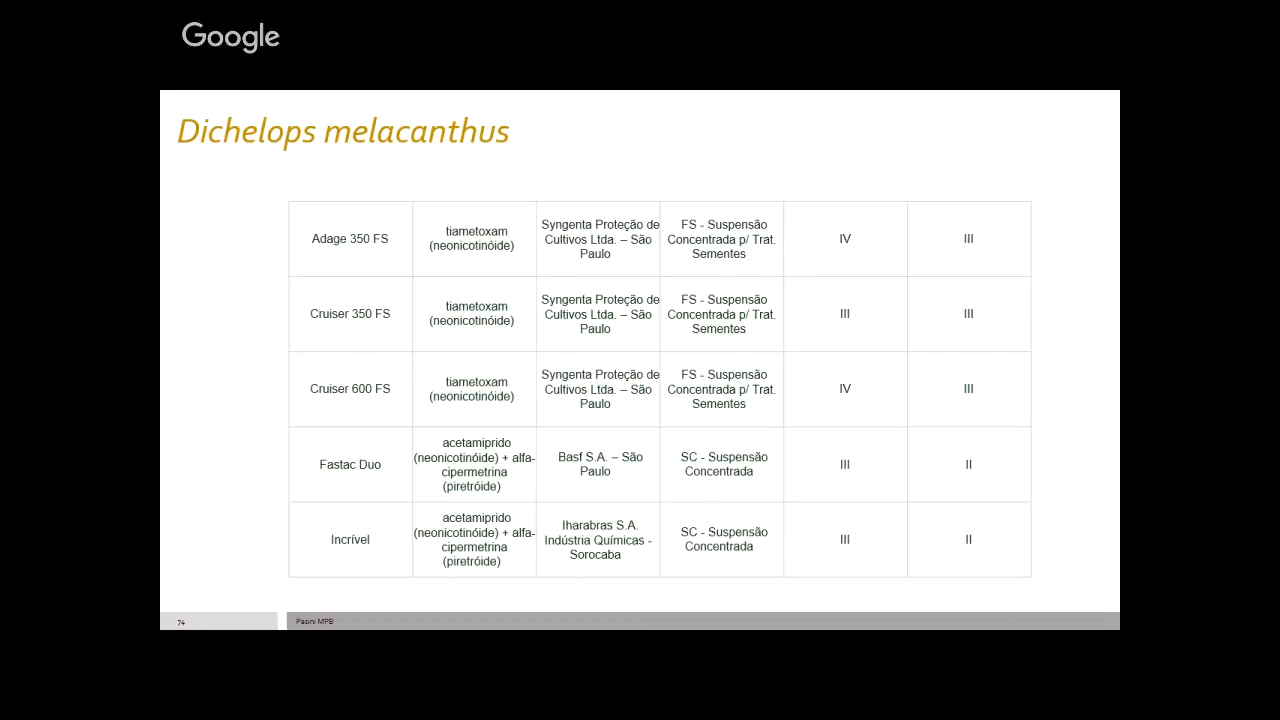 Google
Dichelops melacanthus
Adage 350 FS
tiametoxam
(neonicotinóide)
Syngenta Proteção de
Cultivos Ltda. – São
Paulo
FS - Suspensão
Concentrada p/ Trat.
Sementes
IV
III
Cruiser 350 FS
tiametoxam
(neonicotinóide)
Syngenta Proteção de
Cultivos Ltda. – São
Paulo
FS - Suspensão
Concentrada p/ Trat.
Sementes
III
III
Cruiser 600 FS
tiametoxam
(neonicotinóide)
Syngenta Proteção de
Cultivos Ltda. – São
Paulo
FS - Suspensão
Concentrada p/ Trat.
Sementes
IV
III
Fastac Duo
acetamiprido
(neonicotinóide) + alfa-
cipermetrina
(piretróide)
Basf S.A. – São
Paulo
SC - Suspensão
Concentrada
III
II
Incrível
acetamiprido
(neonicotinóide) + alfa-
cipermetrina
(piretróide)
Iharabras S.A.
Indústria Químicas -
Sorocaba
SC - Suspensão
Concentrada
III
II
74
Pasini MPB